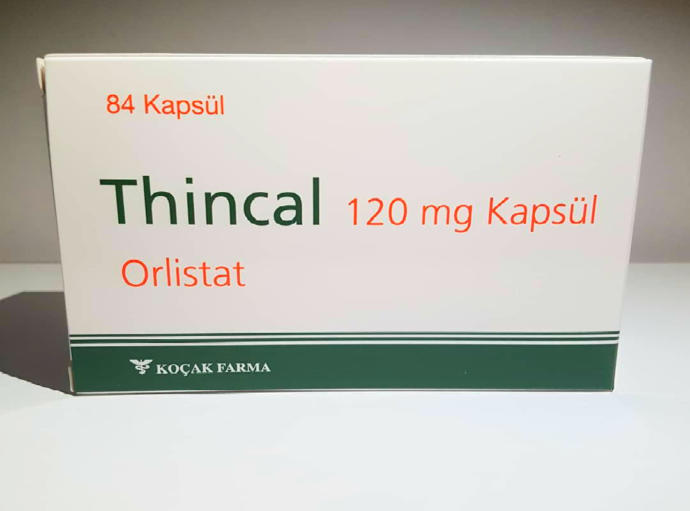 84 Kapsül
Thincal 120 mg Kapsül
Orlistat
KOÇAK FARMA